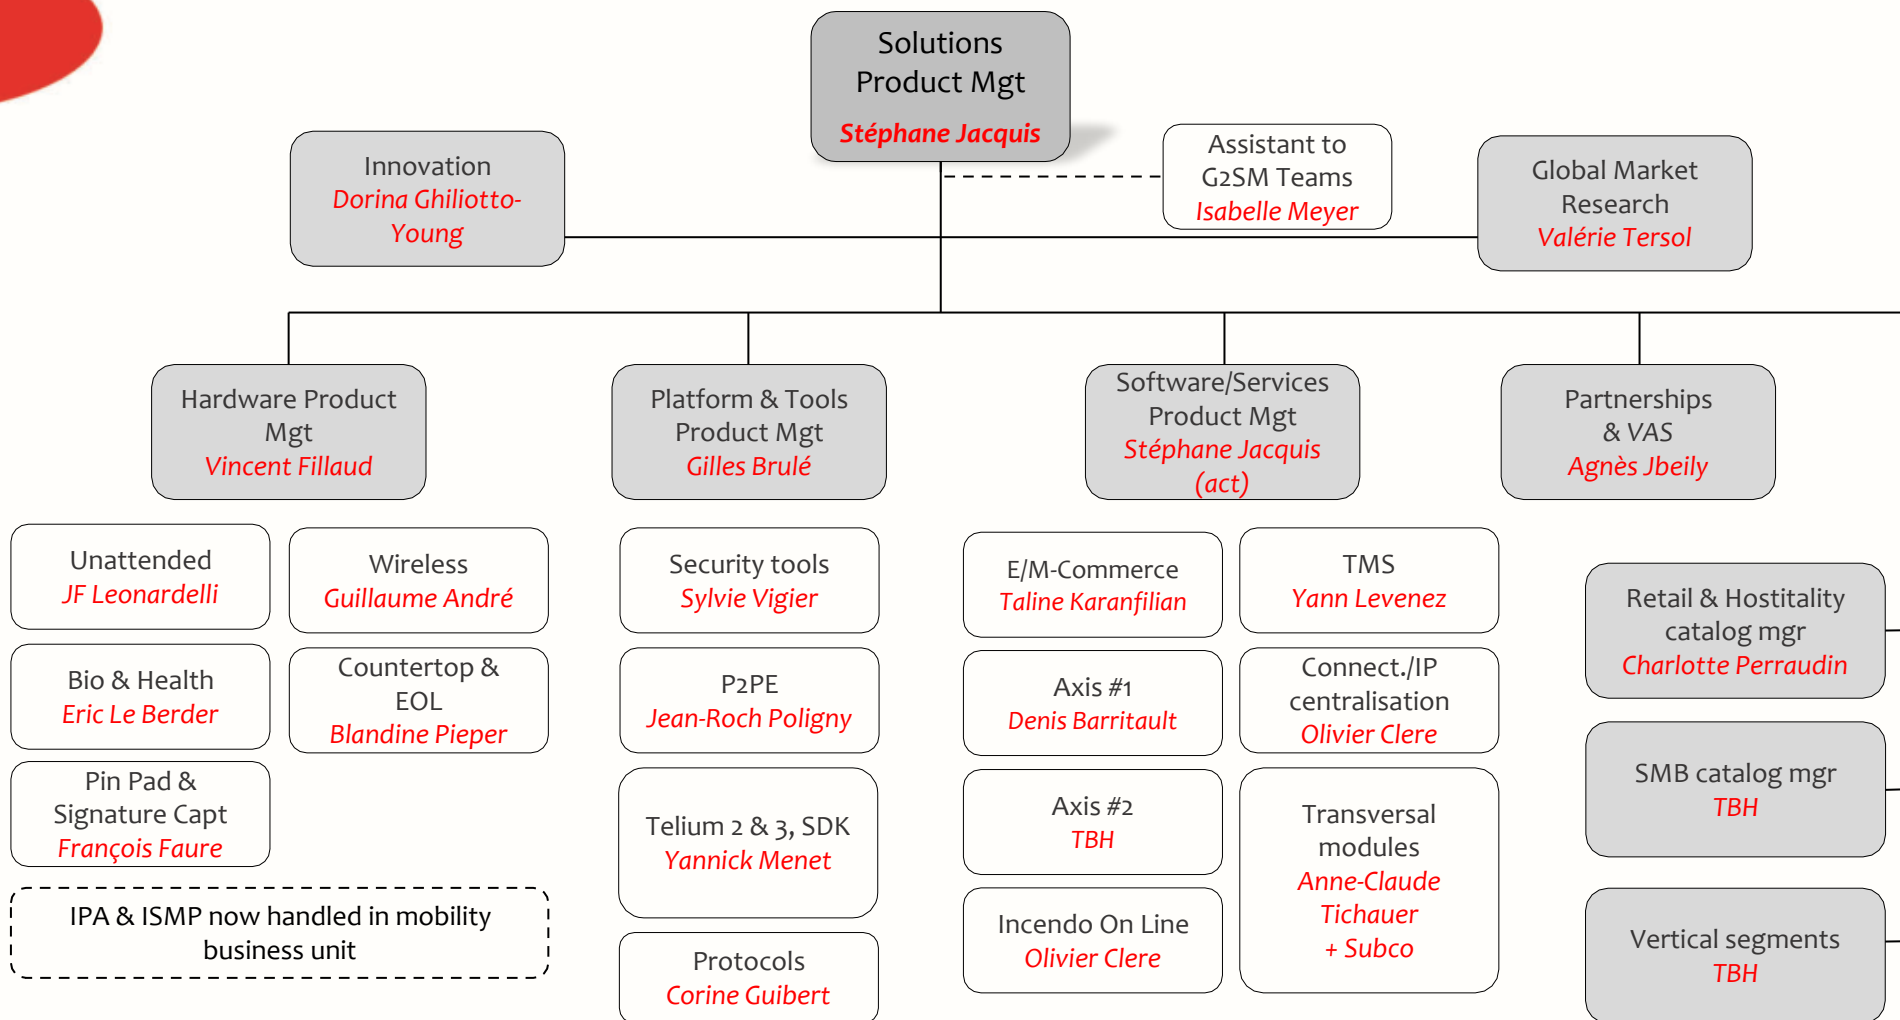 Solutions
Product Mgt
Stéphane Jacquis
Innovation
Dorina Ghiliotto-
Young
Assistant to
G2SM Teams
Isabelle Meyer
Global Market
Research
Valérie Tersol
Hardware Product
Mgt
Vincent Fillaud
Platform & Tools
Product Mgt
Gilles Brulé
Software/Services
Product Mgt
Stéphane Jacquis
(act)
Partnerships
& VAS
Agnès Jbeily
Unattended
JF Leonardelli
Wireless
Guillaume André
Bio & Health
Eric Le Berder
Countertop &
EOL
Blandine Pieper
Pin Pad &
Signature Capt
François Faure
IPA & ISMP now handled in mobility
business unit
Security tools
Sylvie Vigier
P2PE
Jean-Roch Poligny
Telium 2 & 3, SDK
Yannick Menet
Protocols
Corine Guibert
E/M-Commerce
Taline Karanfilian
TMS
Yann Levenez
Axis #1
Denis Barritault
Connect./IP
centralisation
Olivier Clere
Axis #2
TBH
Transversal
modules
Anne-Claude
Tichauer
+ Subco
Incendo On Line
Olivier Clere
Retail & Hostitality
catalog mgr
Charlotte Perraudin
SMB catalog mgr
TBH
Vertical segments
TBH